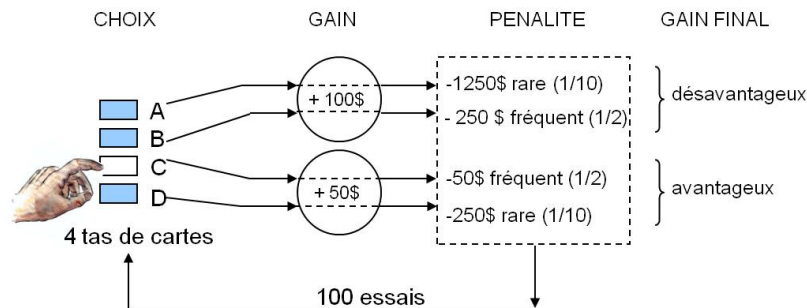 CHOIX GAIN PENALITE GAIN FINAL
A
B
C
D
4 tas de cartes
+ 100$
+ 50$
-1250$ rare (1/10)
- 250 $ fréquent (1/2)
-50$ fréquent (1/2)
-250$ rare (1/10)
désavantageux
avantageux
100 essais